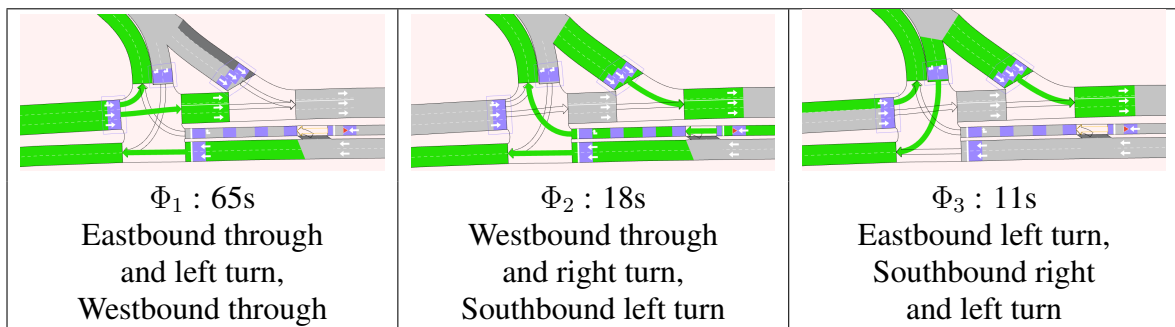 Φ₁ : 65s
Eastbound through
and left turn,
Westbound through
Φ₂ : 18s
Westbound through
and right turn,
Southbound left turn
Φ₃ : 11s
Eastbound left turn,
Southbound right
and left turn